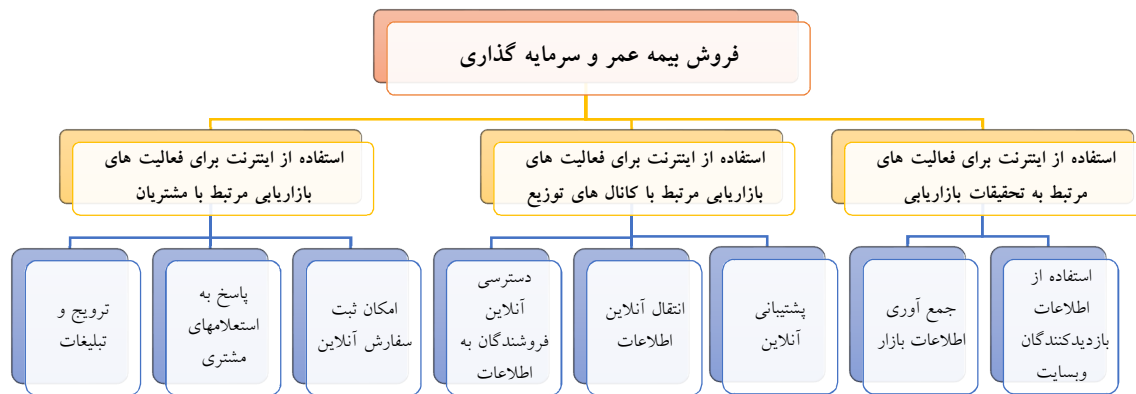 فروش بیمه عمر و سرمایه گذاری
استفاده از اینترنت برای فعالیت های
مرتبط به تحقیقات بازاریابی
استفاده از اینترنت برای فعالیت های
بازاریابی مرتبط با کانال های توزیع
استفاده از اینترنت برای فعالیت های
بازاریابی مرتبط با مشتریان
استفاده از
اطلاعات
بازدیدکنندگان
وبسایت
جمع آوری
اطلاعات بازار
پشتیبانی
آنلاین
انتقال آنلاین
اطلاعات
دسترسی
آنلاین
فروشندگان به
اطلاعات
امکان ثبت
سفارش آنلاین
پاسخ به
استعلامهای
مشتری
ترویج و
تبلیغات